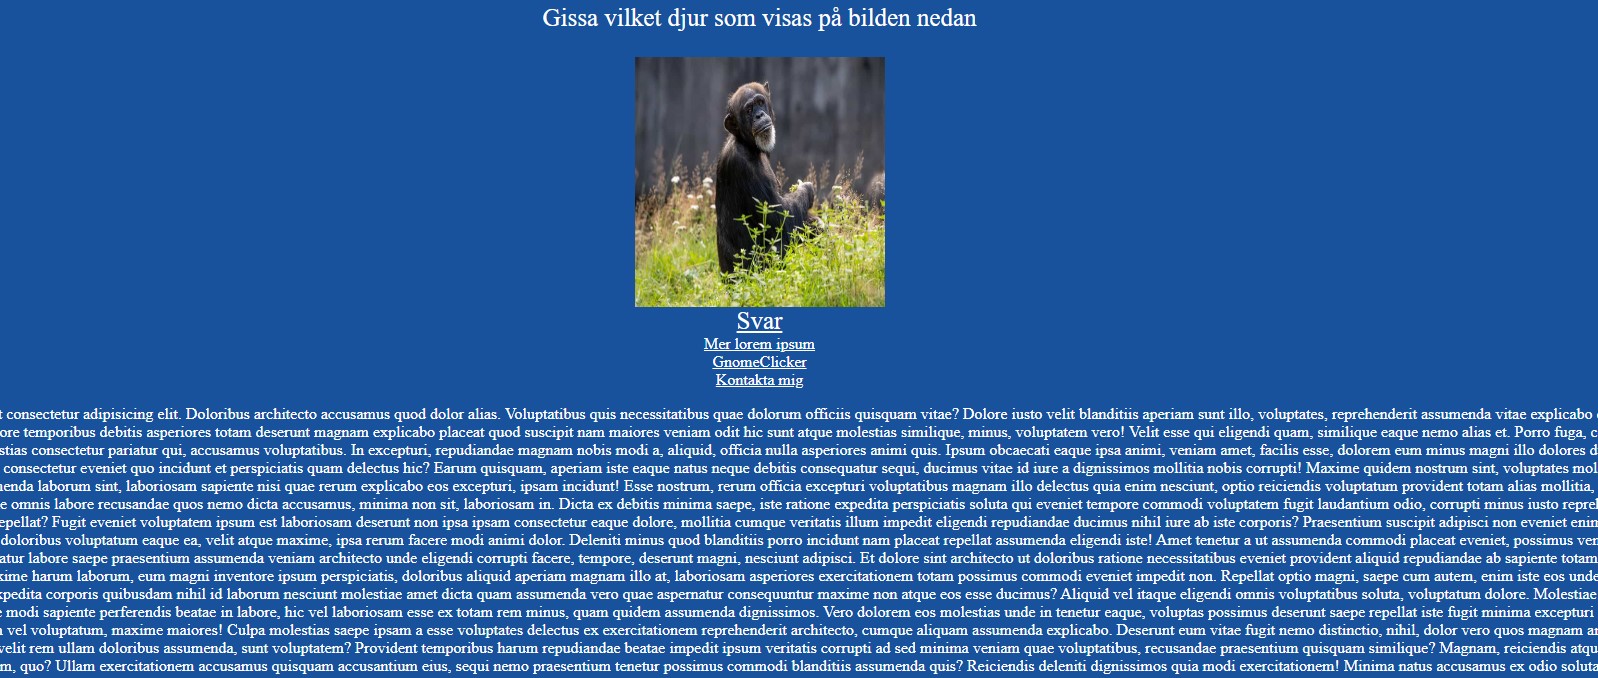 Gissa vilket djur som visas på bilden nedan
Svar
Mer lorem ipsum
GnomeClicker
Kontakta mig
consectetur adipisicing elit. Doloribus architecto accusamus quod dolor alias. Voluptatibus quis necessitatibus quae dolorum officiis quisquam vitae? Dolore iusto velit blanditiis aperiam sunt illo, voluptates, reprehenderit assumenda vitae explicabo
temporibus debitis asperiores totam deserunt magnam explicabo placeat quod suscipit nam maiores veniam odit hic sunt atque molestias similique, minus, voluptatem vero! Velit esse qui eligendi quam, similique eaque nemo alias et. Porro fuga,
consectetur pariatur qui, accusamus voluptatibus. In excepturi, repudiandae magnam nobis modi a, aliquid, officia nulla asperiores animi quis. Ipsum obcaecati eaque ipsa animi, veniam amet, facilis esse, dolorem eum minus magni illo dolores
consectetur eveniet quo incidunt et perspiciatis quam delectus hic? Earum quisquam, aperiam iste eaque natus neque debitis consequatur sequi, ducimus vitae id iure a dignissimos mollitia nobis corrupti! Maxime quidem nostrum sint, voluptates
laborum sint, laboriosam sapiente nisi quae rerum explicabo eos excepturi, ipsam incidunt! Esse nostrum, rerum officia excepturi voluptatibus magnam illo delectus quia enim nesciunt, optio reiciendis voluptatum provident totam alias mollitia,
omnis labore recusandae quos nemo dicta accusamus, minima non sit, laboriosam in. Dicta ex debitis minima saepe, iste ratione expedita perspiciatis soluta qui eveniet tempore commodi voluptatem fugit laudantium odio, corrupti minus iusto
repellat? Fugit eveniet voluptatem ipsum est laboriosam deserunt non ipsa ipsam consectetur eaque dolore, mollitia cumque veritatis illum impedit eligendi repudiandae ducimus nihil iure ab iste corporis? Praesentium suscipit adipisci non eveniet
doloribus voluptatum eaque ea, velit atque maxime, ipsa rerum facere modi animi dolor. Deleniti minus quod blanditiis porro incidunt nam placeat repellat assumenda eligendi iste! Amet tenetur a ut assumenda commodi placeat eveniet, possimus
labore saepe praesentium assumenda veniam architecto unde eligendi corrupti facere, tempore, deserunt magni, nesciunt adipisci. Et dolore sint architecto ut doloribus ratione necessitatibus eveniet provident aliquid repudiandae ab sapiente totam
harum laborum, eum magni inventore ipsum perspiciatis, doloribus aliquid aperiam magnam illo at, laboriosam asperiores exercitationem totam possimus commodi eveniet impedit non. Repellat optio magni, saepe cum autem, enim iste eos unde
corporis quibusdam nihil id laborum nesciunt molestiae amet dicta quam assumenda vero quae aspernatur consequuntur maxime non atque eos esse ducimus? Aliquid vel itaque eligendi omnis voluptatibus soluta, voluptatum dolore. Molestiae
modi sapiente perferendis beatae in labore, hic vel laboriosam esse ex totam rem minus, quam quidem assumenda dignissimos. Vero dolorem eos molestias unde in tenetur eaque, voluptas possimus deserunt saepe repellat iste fugit minima excepturi
vel voluptatum, maxime maiores! Culpa molestias saepe ipsam a esse voluptates delectus ex exercitationem reprehenderit architecto, cumque aliquam assumenda explicabo. Deserunt eum vitae fugit nemo distinctio, nihil, dolor vero quos magnam
velit rem ullam doloribus assumenda, sunt voluptatem? Provident temporibus harum repudiandae beatae impedit ipsum veritatis corrupti ad sed minima veniam quae voluptatibus, recusandae praesentium quisquam similique? Magnam, reiciendis
quo? Ullam exercitationem accusamus quisquam accusantium eius, sequi nemo praesentium tenetur possimus commodi blanditiis assumenda quis? Reiciendis deleniti dignissimos quia modi exercitationem! Minima natus accusamus ex odio soluta